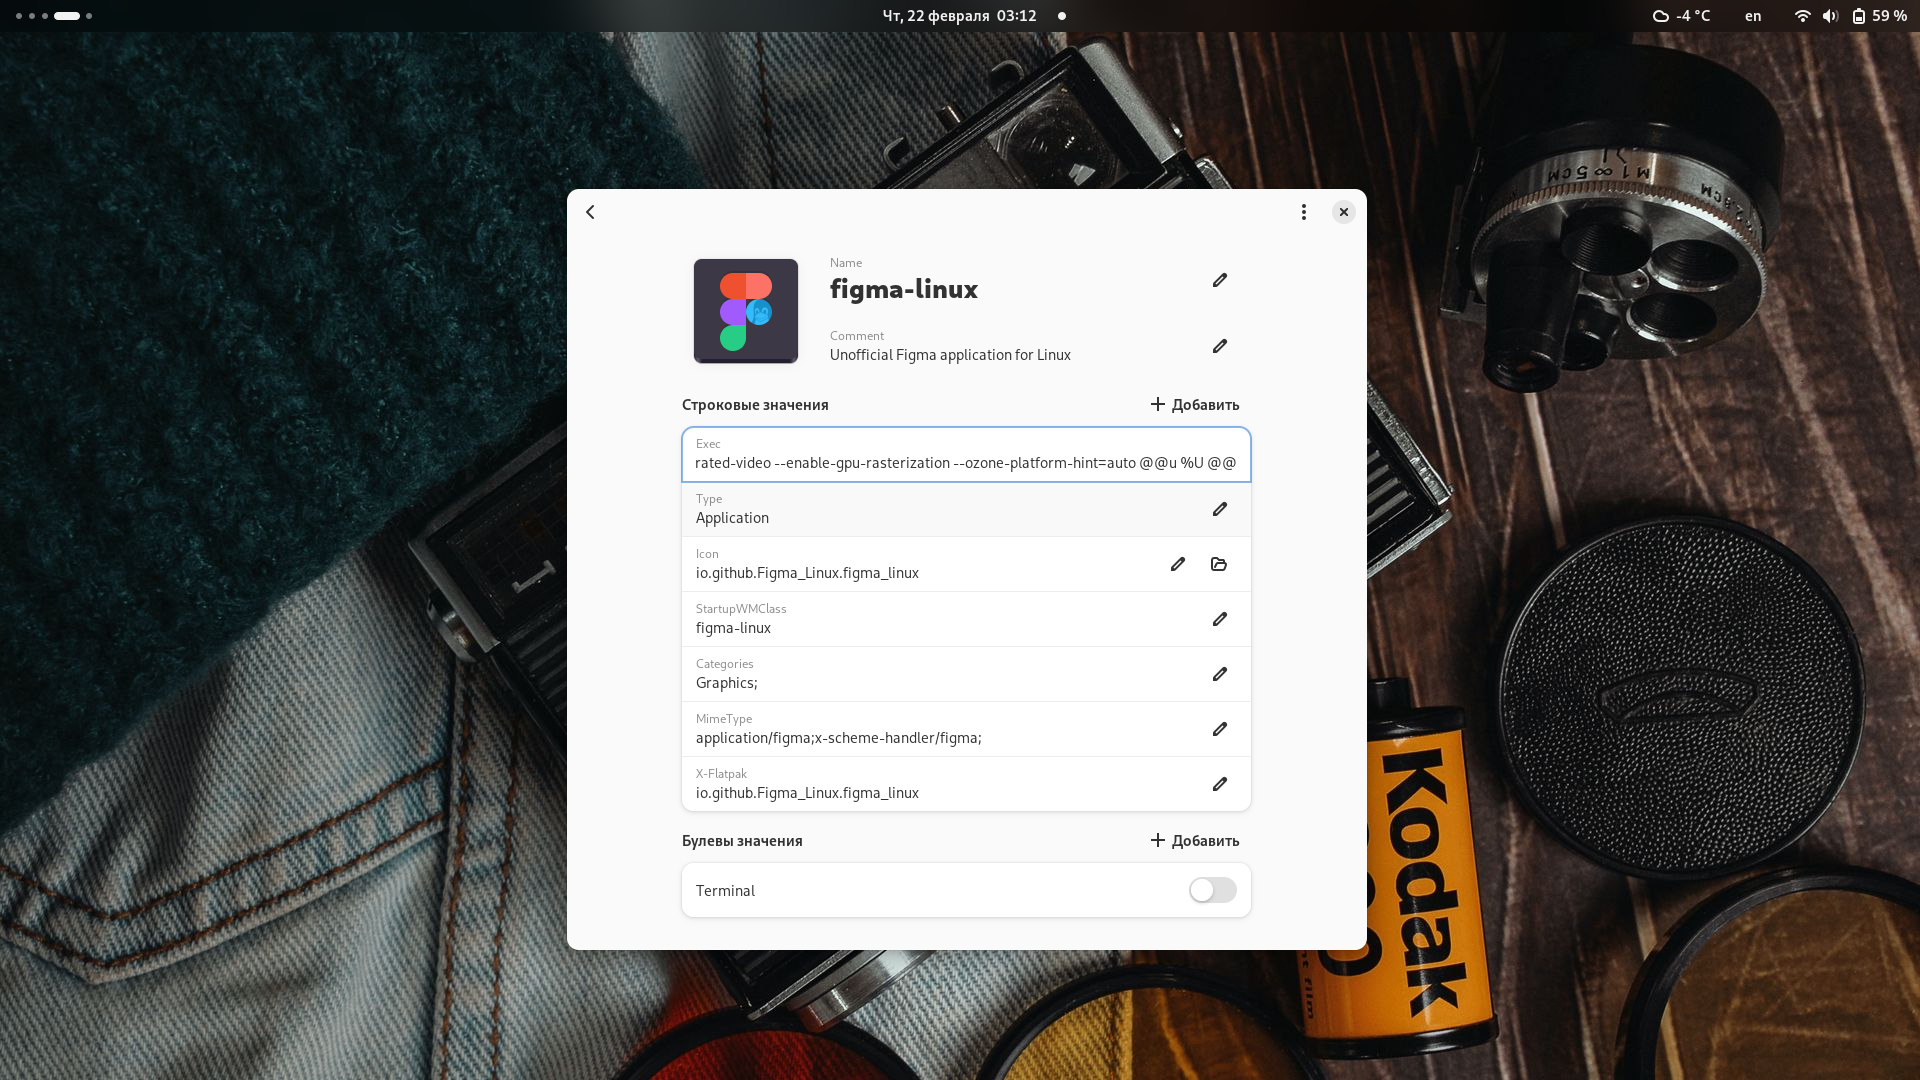 Чт, 22 февраля 03:12
-4 °C
en
59 %
Name
figma-linux
Comment
Unofficial Figma application for Linux
Строковые значения
Добавить
Exec
rated-video --enable-gpu-rasterization --ozone-platform-hint=auto @@u %U @@
Type
Application
Icon
io.github.Figma_Linux.figma_linux
StartupWMClass
figma-linux
Categories
Graphics;
MimeType
application/figma;x-scheme-handler/figma;
X-Flatpak
io.github.Figma_Linux.figma_linux
Булевы значения
Добавить
Terminal
Kodak